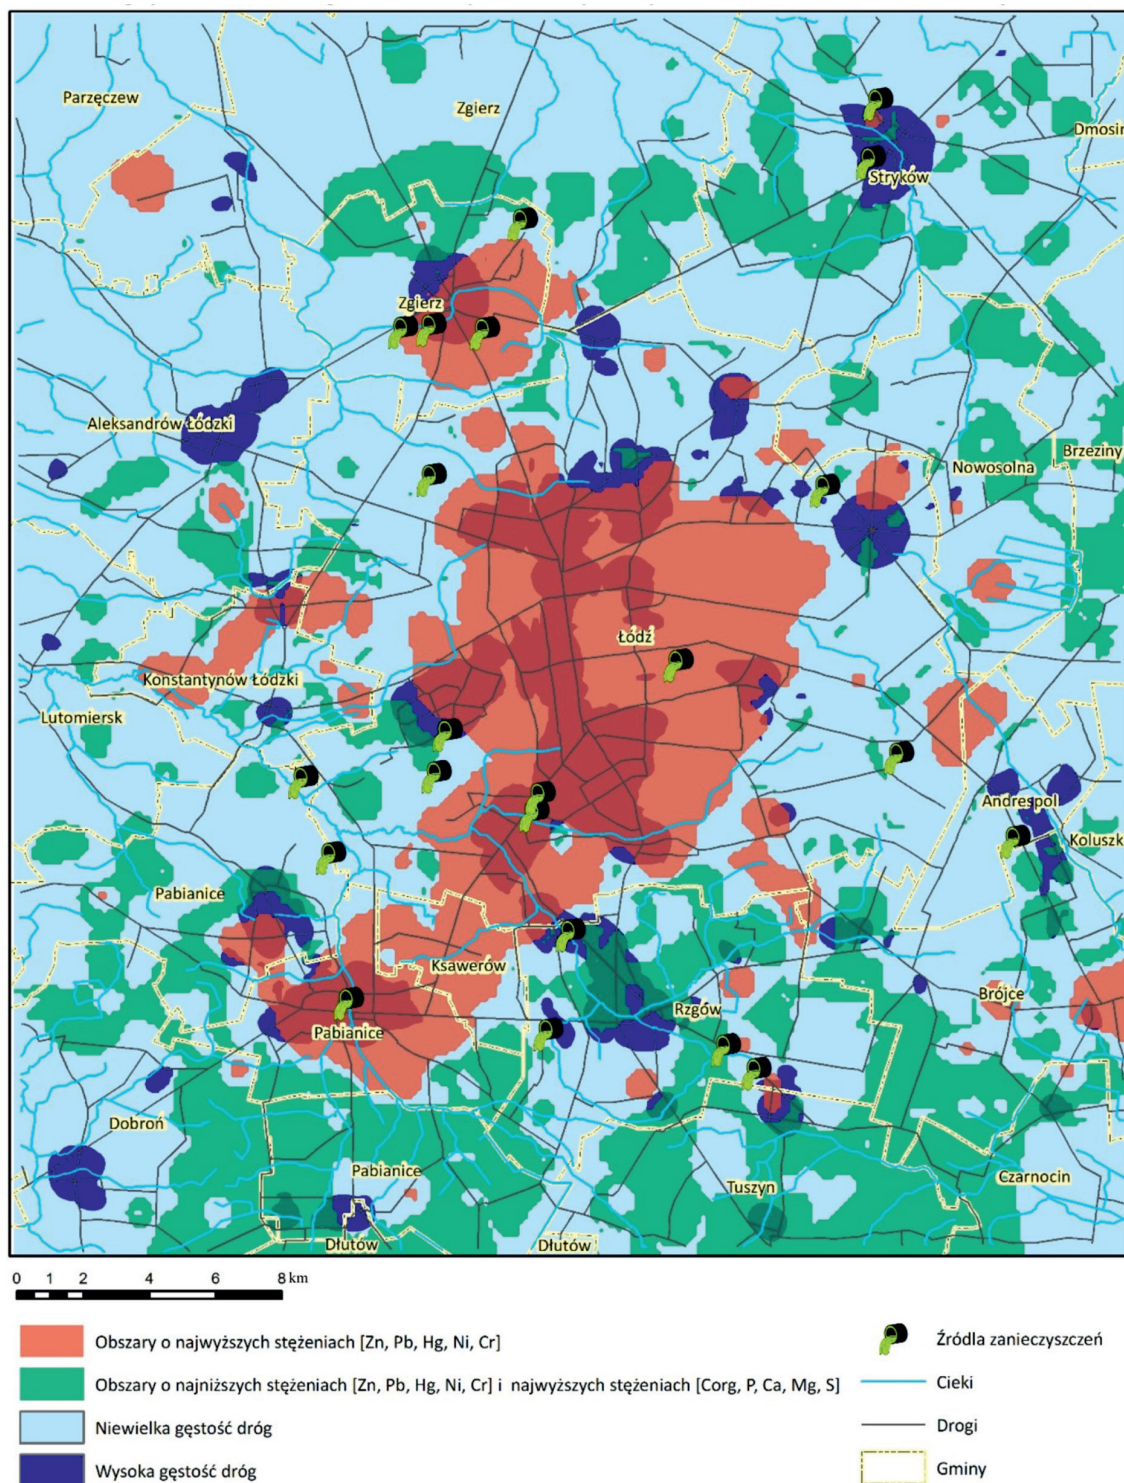 Parzęczew
Zgierz
Dmosin
Stryków
Zgierz
Aleksandrów Łódzki
Nowosolna
Brzeziny
Łódź
Konstantynów Łódzki
Lutomiersk
Andrespol
Koluszk
Pabianice
Ksawerów
Rzgów
Brójce
Pabianice
Dobroń
Pabianice
Tuszyn
Czarnocin
Dłutów
Dłutów
0 1 2 4 6 8 km
Obszary o najwyższych stężeniach [Zn, Pb, Hg, Ni, Cr]
Źródła zanieczyszczeń
Obszary o najniższych stężeniach [Zn, Pb, Hg, Ni, Cr] i najwyższych stężeniach [Corg, P, Ca, Mg, S]
Cieki
Niewielka gęstość dróg
Drogi
Wysoka gęstość dróg
Gminy